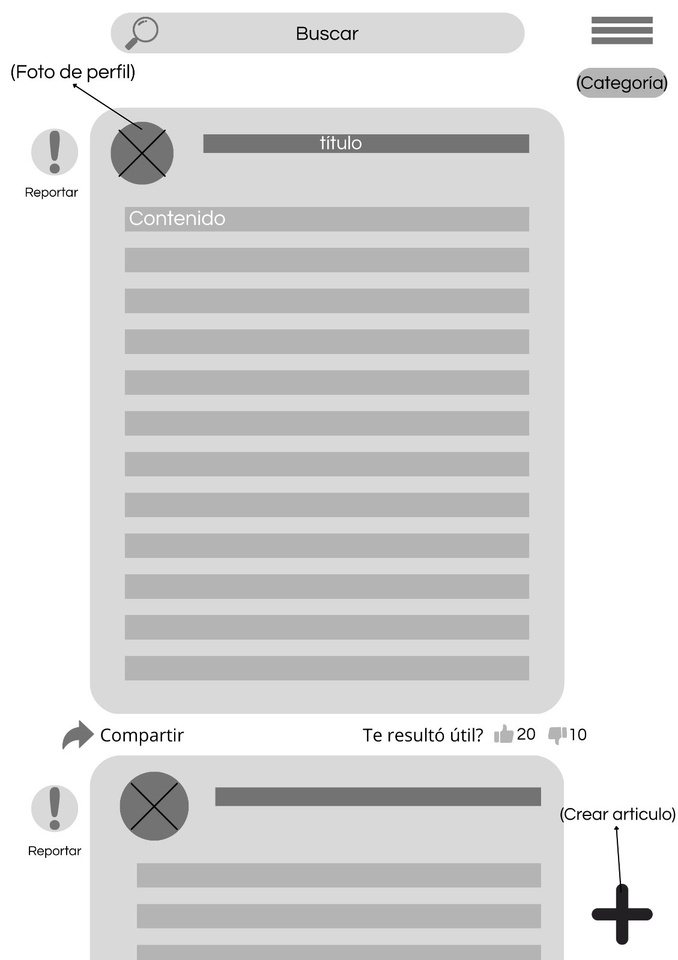 Buscar
(Foto de perfil)
(Categoría)
título
Reportar
Contenido
Compartir
Te resultó útil?
20
10
(Crear articulo)
Reportar